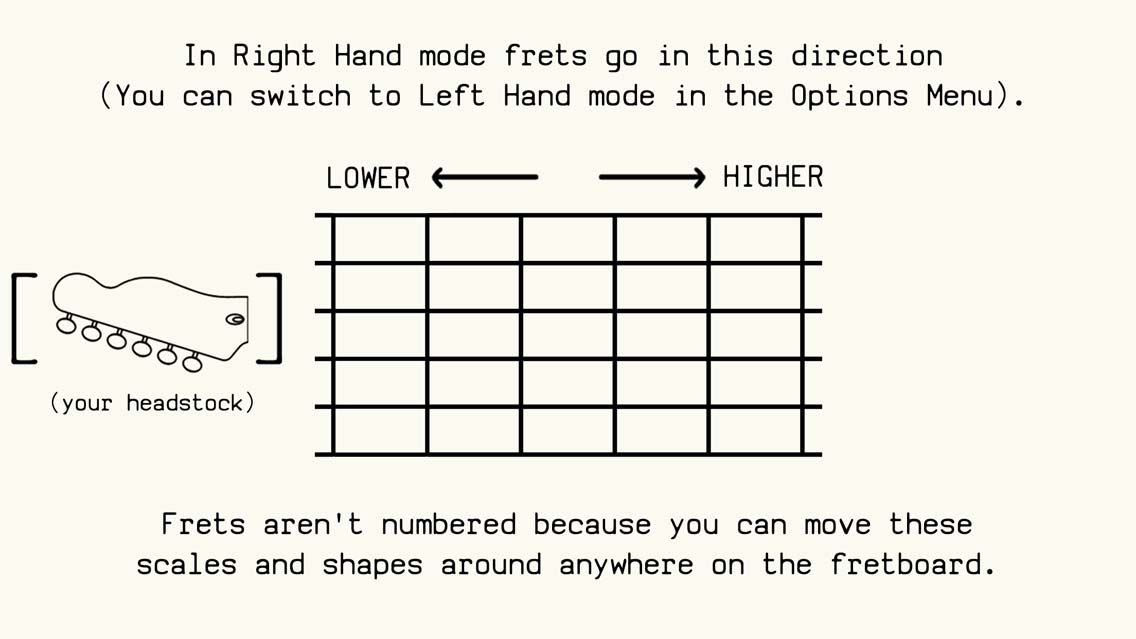 In Right Hand mode frets go in this direction
(You can switch to Left Hand mode in the Options Menu).
LOWER HIGHER
(your headstock)
Frets aren't numbered because you can move these
scales and shapes around anywhere on the fretboard.